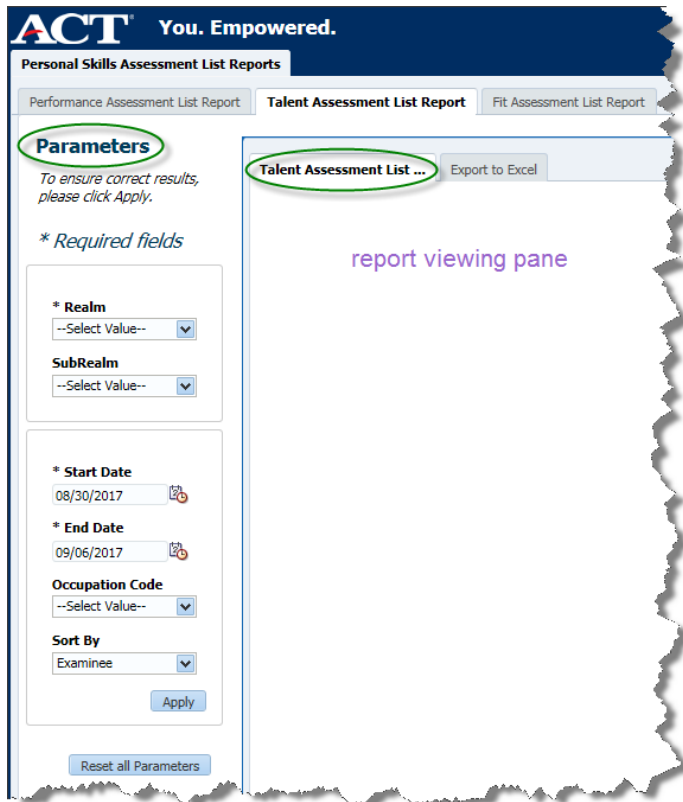 ACT® You. Empowered.
Personal Skills Assessment List Reports
Performance Assessment List Report Talent Assessment List Report Fit Assessment List Report
Parameters
To ensure correct results,
please click Apply.
* Required fields
* Realm
--Select Value--
SubRealm
--Select Value--
* Start Date
08/30/2017
* End Date
09/06/2017
Occupation Code
--Select Value--
Sort By
Examinee
Apply
Reset all Parameters
Talent Assessment List ... Export to Excel
report viewing pane